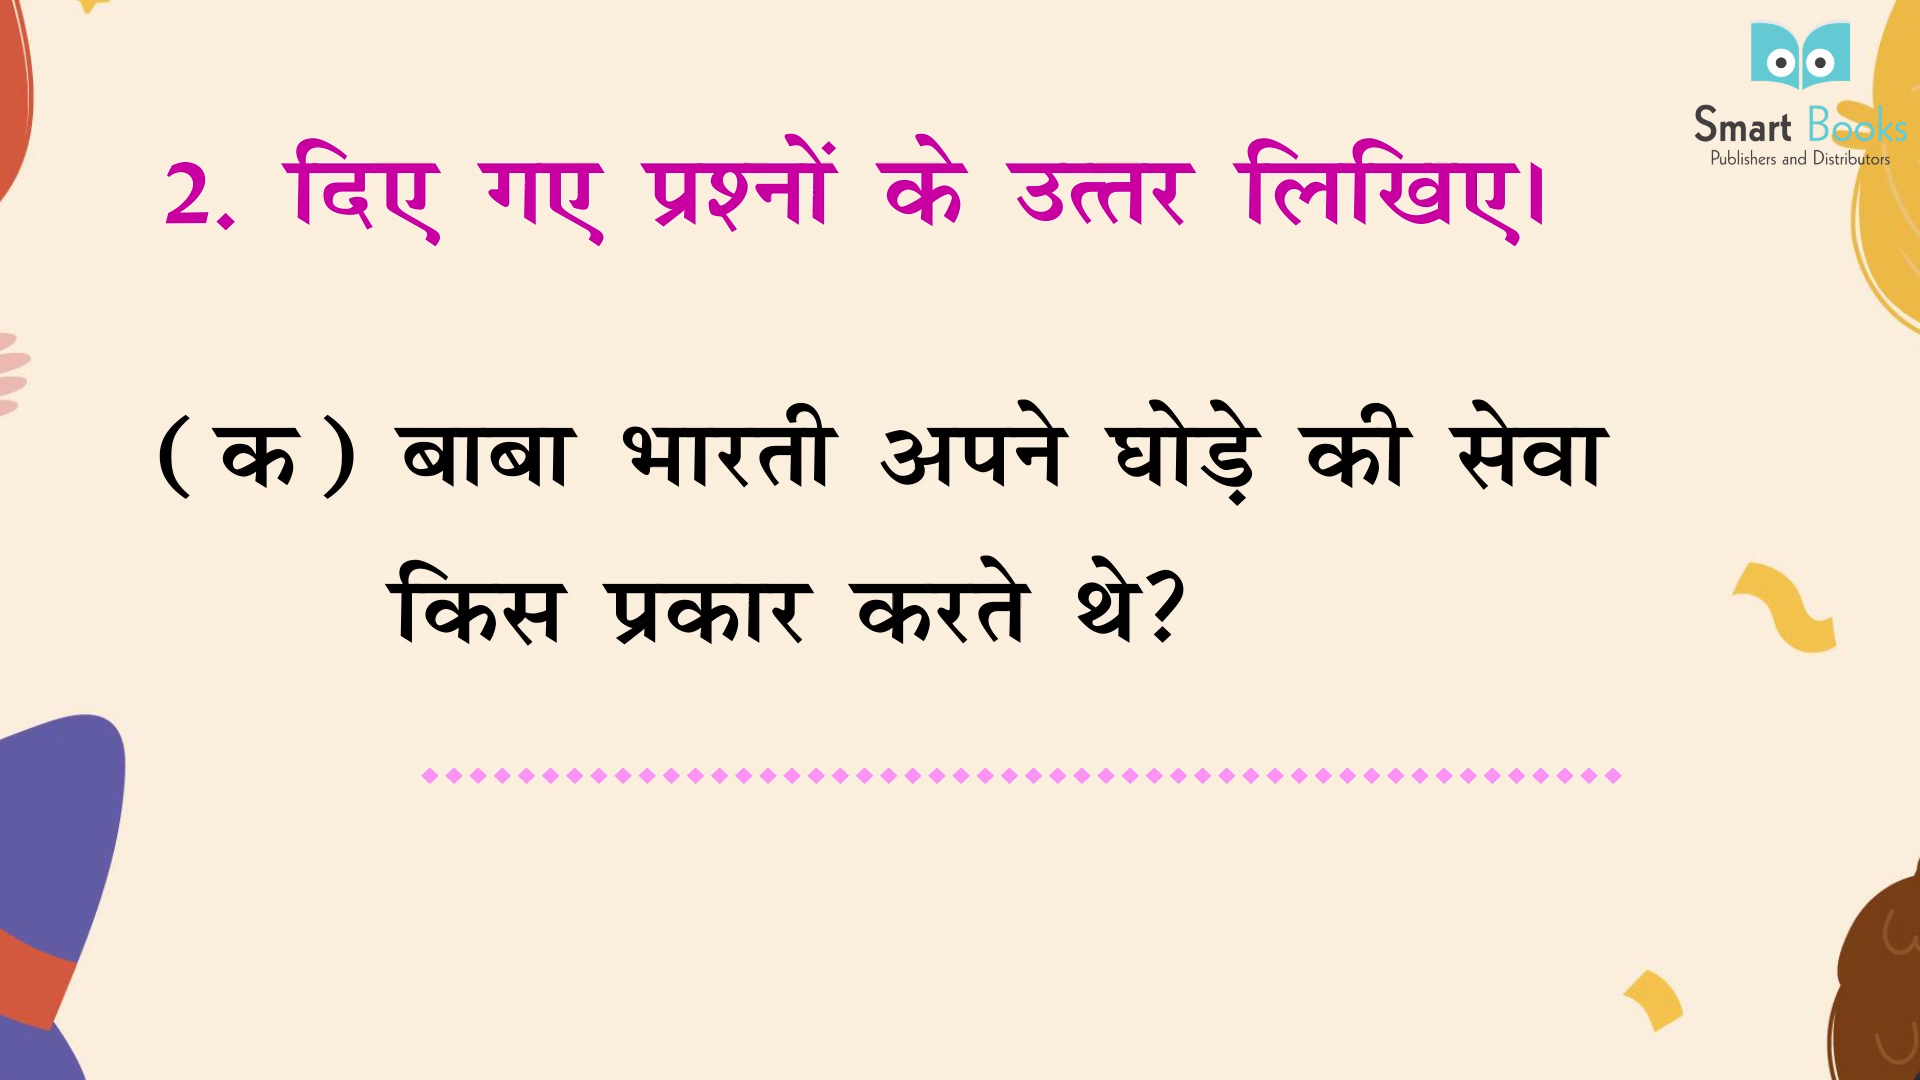 Smart Books
Publishers and Distributors
2. दिए गए प्रश्नों के उत्तर लिखिए।
(क) बाबा भारती अपने घोड़े की सेवा
किस प्रकार करते थे?